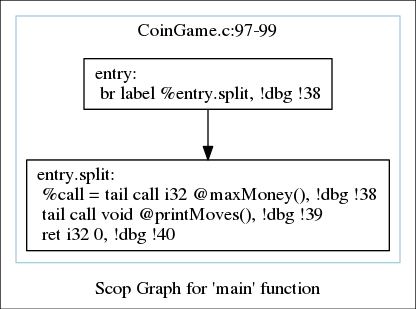 CoinGame.c:97-99
entry:
br label %entry.split, !dbg !38
entry.split:
%call = tail call i32 @maxMoney(), !dbg !38
tail call void @printMoves(), !dbg !39
ret i32 0, !dbg !40
Scop Graph for 'main' function